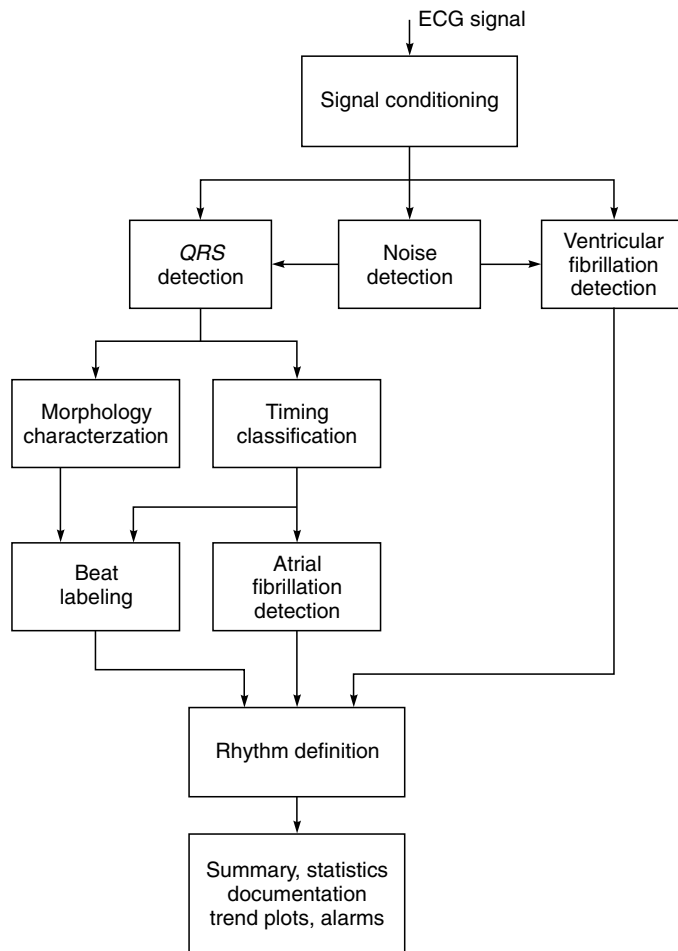 ECG signal
Signal conditioning
QRS
detection
Noise
detection
Ventricular
fibrillation
detection
Morphology
characterzation
Timing
classification
Beat
labeling
Atrial
fibrillation
detection
Rhythm definition
Summary, statistics
documentation
trend plots, alarms